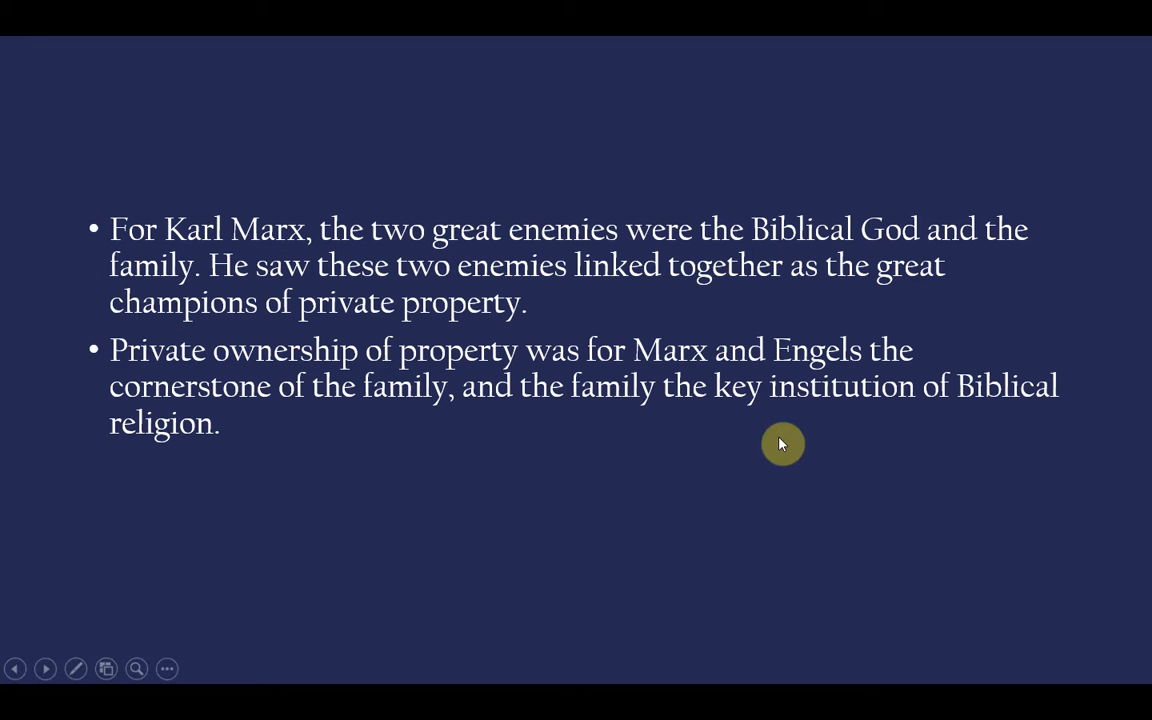 • For Karl Marx, the two great enemies were the Biblical God and the
family. He saw these two enemies linked together as the great
champions of private property.
• Private ownership of property was for Marx and Engels the
cornerstone of the family, and the family the key institution of Biblical
religion.